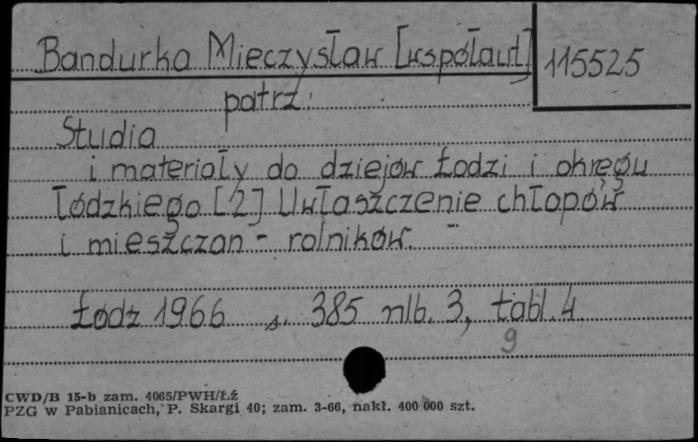 Bandurka Mieczysław [współaut] 115525
patrz:
Studia
i materiały do dziejów Łodzi i okręgu
łódzkiego [2] Uwłaszczenie chłopów
i mieszczan - rolników.
Łódz 1966 s. 385 nlb. 3, tabl. 4
9
CWD/B 15-b zam. 4065/PWH/Łź
PZG w Pabianicach, P. Skargi 40; zam. 3-66, nakł. 400 000 szt.